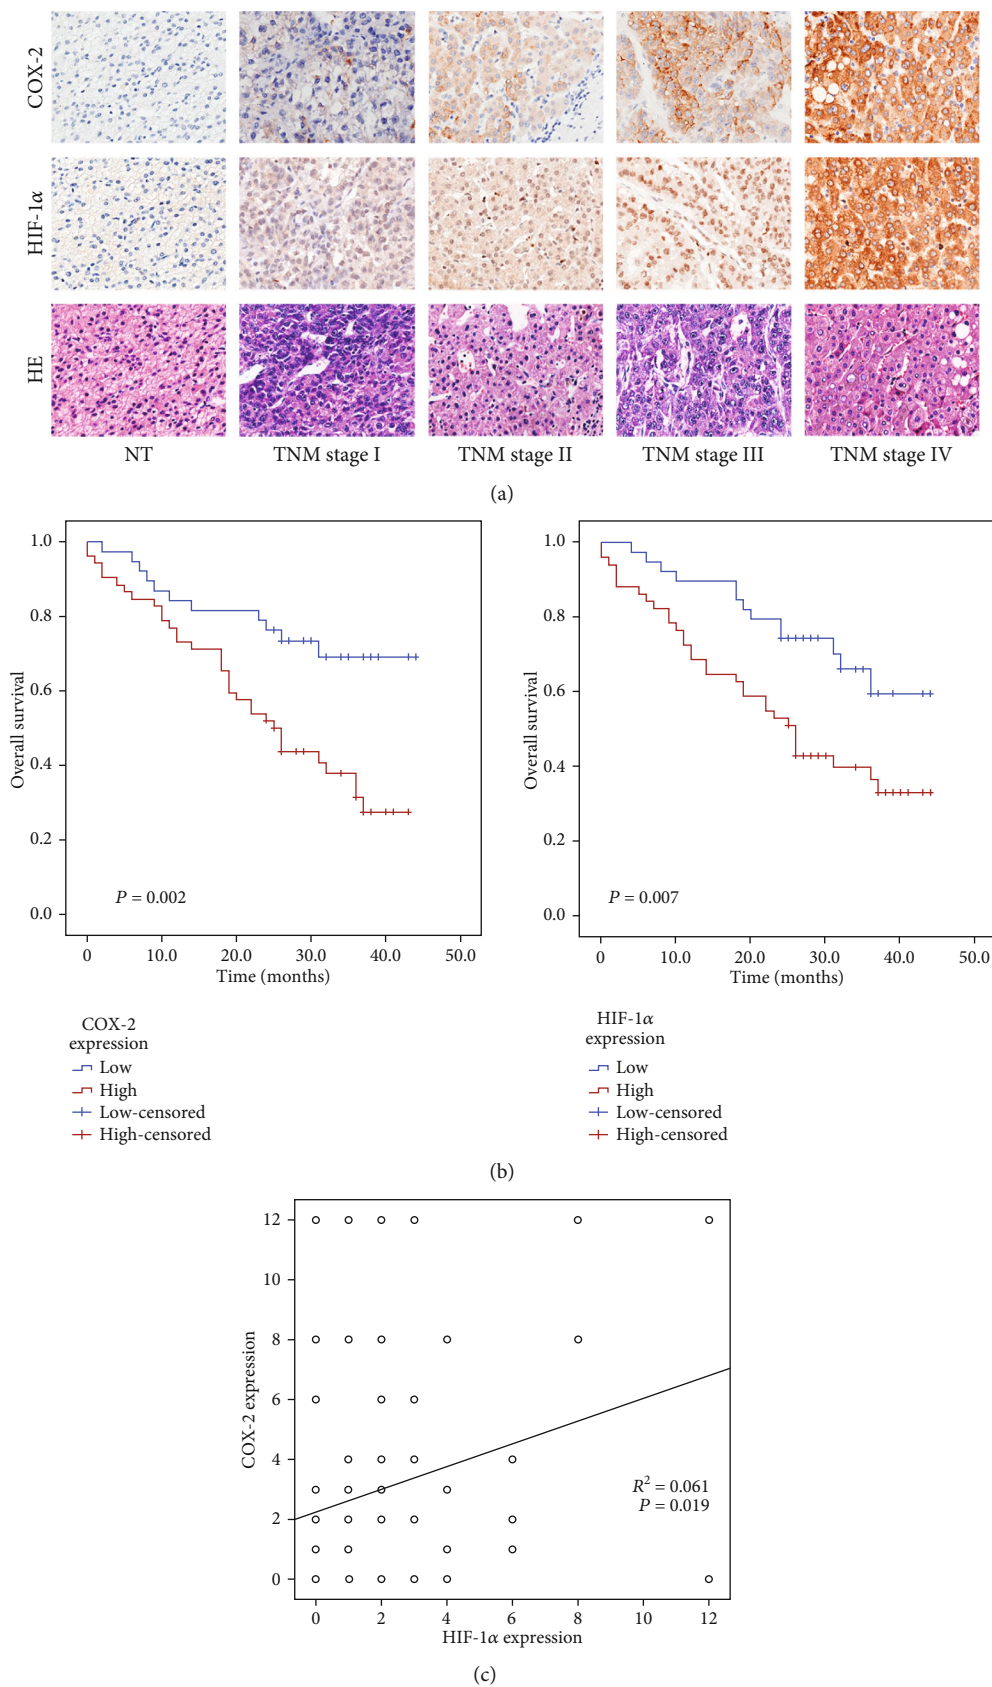 COX-2
HIF-1α
HE
NT TNM stage I TNM stage II TNM stage III TNM stage IV
(a)
Overall survival
1.0
0.8
0.6
0.4
0.2
0.0
P = 0.002
0 10.0 20.0 30.0 40.0 50.0
Time (months)
COX-2
expression
Low
High
Low-censored
High-censored
Overall survival
1.0
0.8
0.6
0.4
0.2
0.0
P = 0.007
0 10.0 20.0 30.0 40.0 50.0
Time (months)
HIF-1α
expression
Low
High
Low-censored
High-censored
(b)
COX-2 expression
12
10
8
6
4
2
0
R² = 0.061
P = 0.019
0 2 4 6 8 10 12
HIF-1α expression
(c)